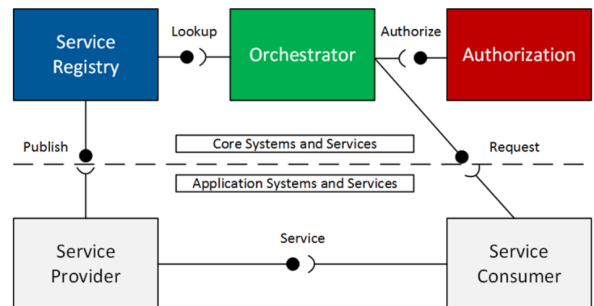 Service
Registry
Lookup
Orchestrator
Authorize
Authorization
Publish
Core Systems and Services
Request
Application Systems and Services
Service
Provider
Service
Service
Consumer